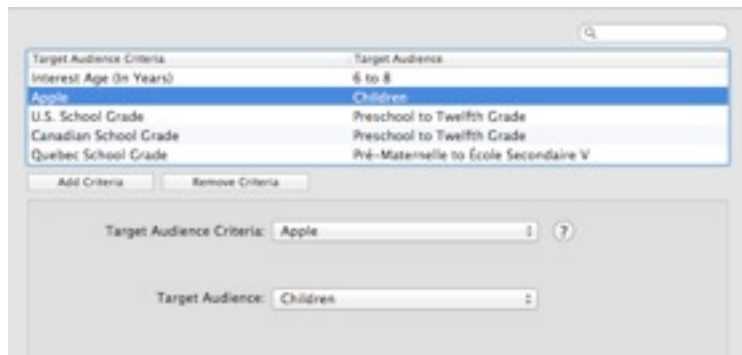 Target Audience Criteria Target Audience
Interest Age (In Years) 6 to 8
Apple Children
U.S. School Grade Preschool to Twelfth Grade
Canadian School Grade Preschool to Twelfth Grade
Quebec School Grade Pré-Maternelle to École Secondaire V
Add Criteria Remove Criteria
Target Audience Criteria: Apple ?
Target Audience: Children